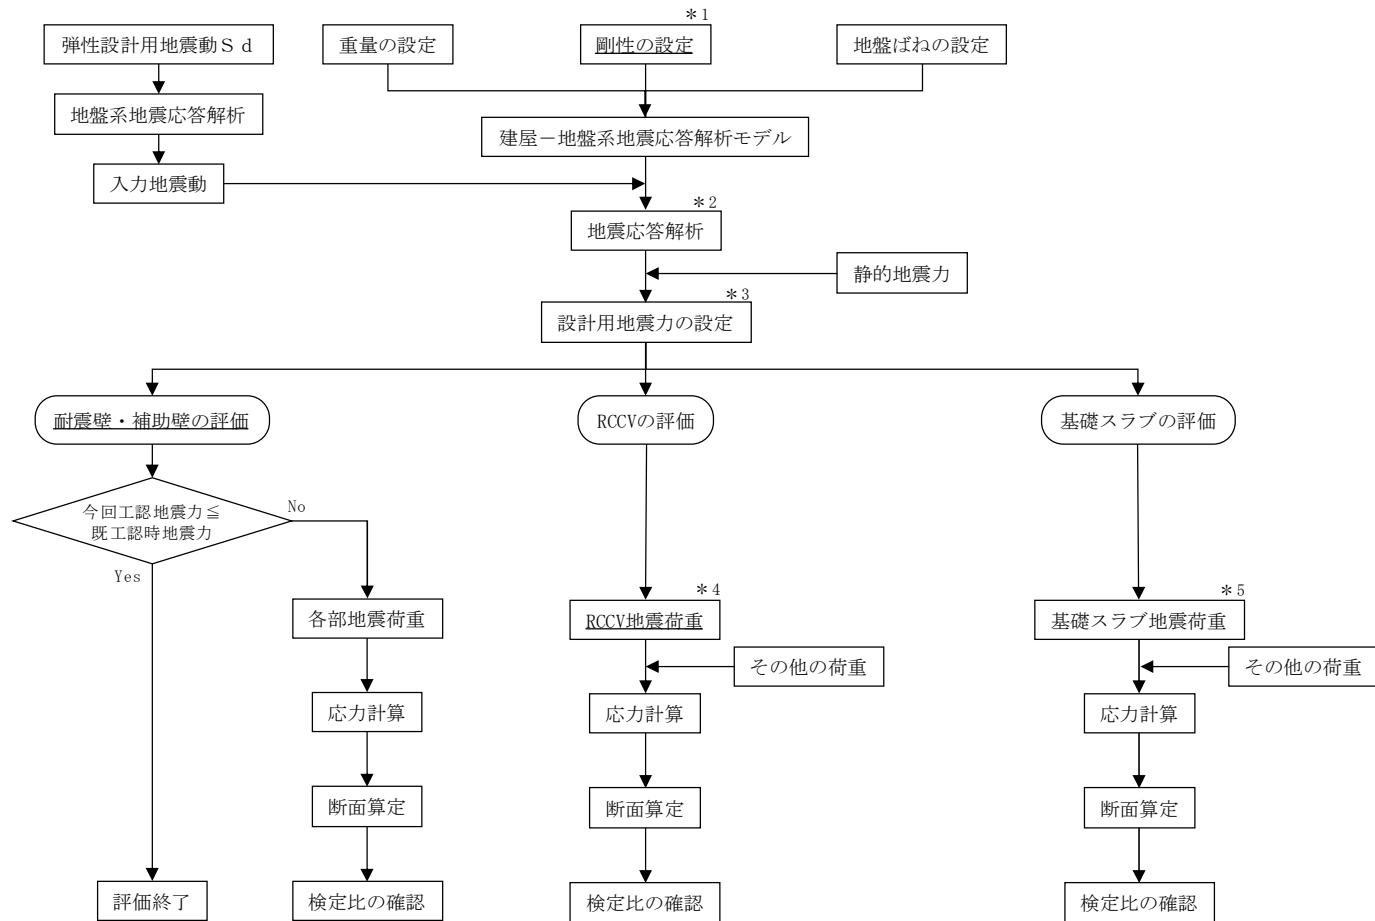 ＊1
弾性設計用地震動Ｓｄ
重量の設定
剛性の設定
地盤ばねの設定
地盤系地震応答解析
建屋－地盤系地震応答解析モデル
入力地震動
＊2
地震応答解析
静的地震力
＊3
設計用地震力の設定
耐震壁・補助壁の評価
RCCVの評価
基礎スラブの評価
今回工認地震力≦
既工認時地震力
No
Yes
各部地震荷重
＊4
RCCV地震荷重
＊5
基礎スラブ地震荷重
その他の荷重
その他の荷重
応力計算
応力計算
応力計算
断面算定
断面算定
断面算定
評価終了
検定比の確認
検定比の確認
検定比の確認